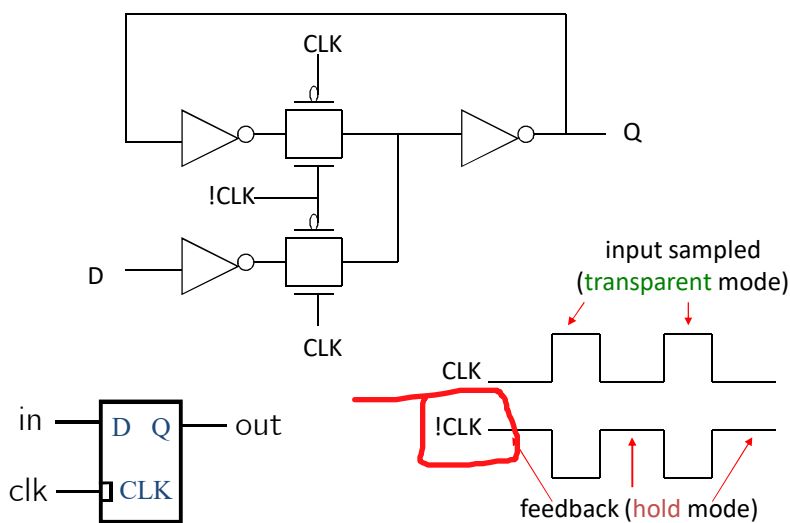 CLK
Q
!CLK
D
CLK
input sampled
(transparent mode)
CLK
!CLK
feedback (hold mode)
in
D Q
out
clk
CLK